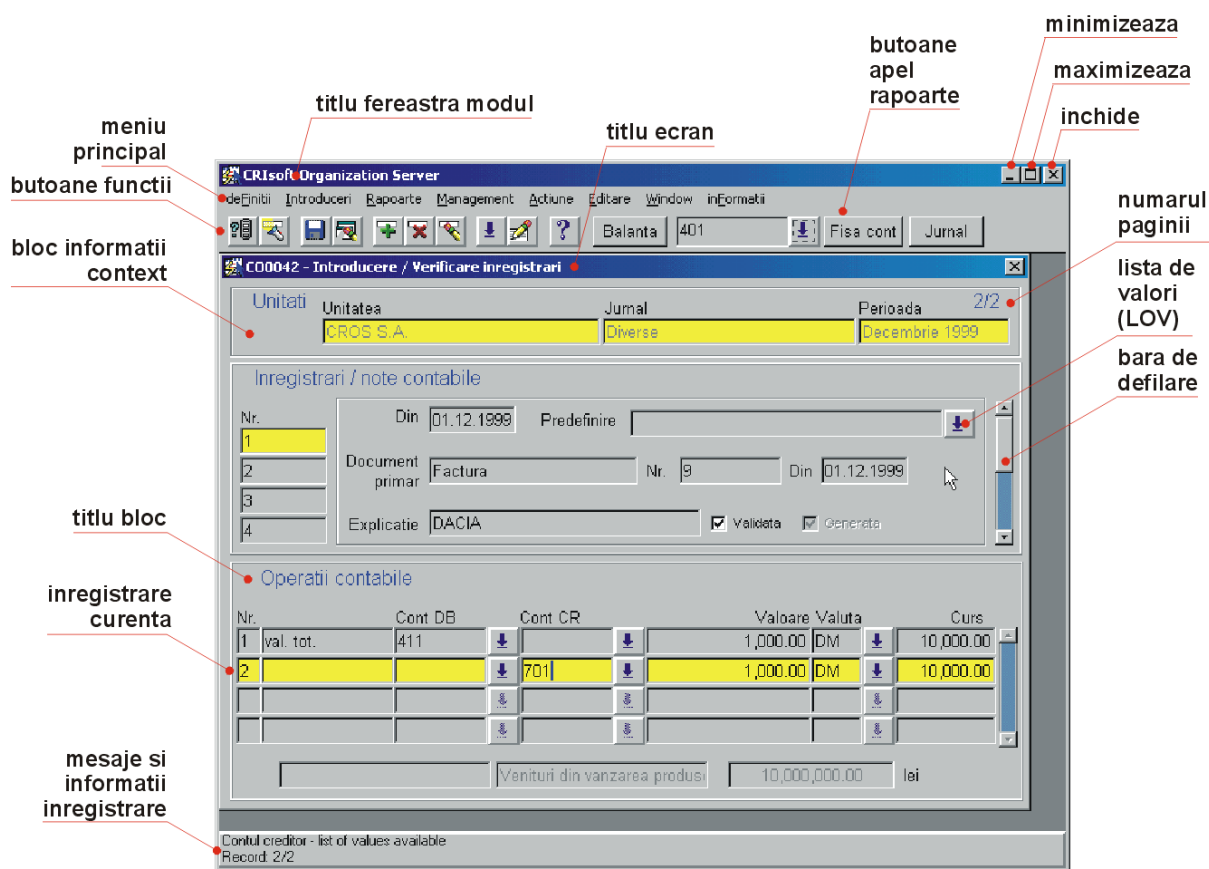 minimizeaza
butoane
apel
rapoarte
maximizeaza
titlu fereastra modul
inchide
meniu
principal
titlu ecran
butoane functii
CRIsoft Organization Server
deFinitii Introduceri Rapoarte Management Actiune Editare Window inFormatii
numarul
paginii
Balanta 401 Fisa cont Jurnal
bloc informatii
context
CO0042 - Introducere / Verificare inregistrari
lista de
valori
(LOV)
Unitati Unitatea Jurnal Perioada 2/2
CROS S.A. Diverse Decembrie 1999
bara de
defilare
Inregistrari / note contabile
Nr. Din 01.12.1999 Predefinire
1
2
3
4
Document
primar Factura Nr. 9 Din 01.12.1999
Explicatie DACIA Validata Generata
titlu bloc
Operatii contabile
inregistrare
curenta
Nr. Cont DB Cont CR Valoare Valuta Curs
1 val. tot. 411 1,000.00 DM 10,000.00
2 701 1,000.00 DM 10,000.00
mesaje si
informatii
inregistrare
Venituri din vanzarea produs 10,000,000.00 lei
Contul creditor - list of values available
Record: 2/2